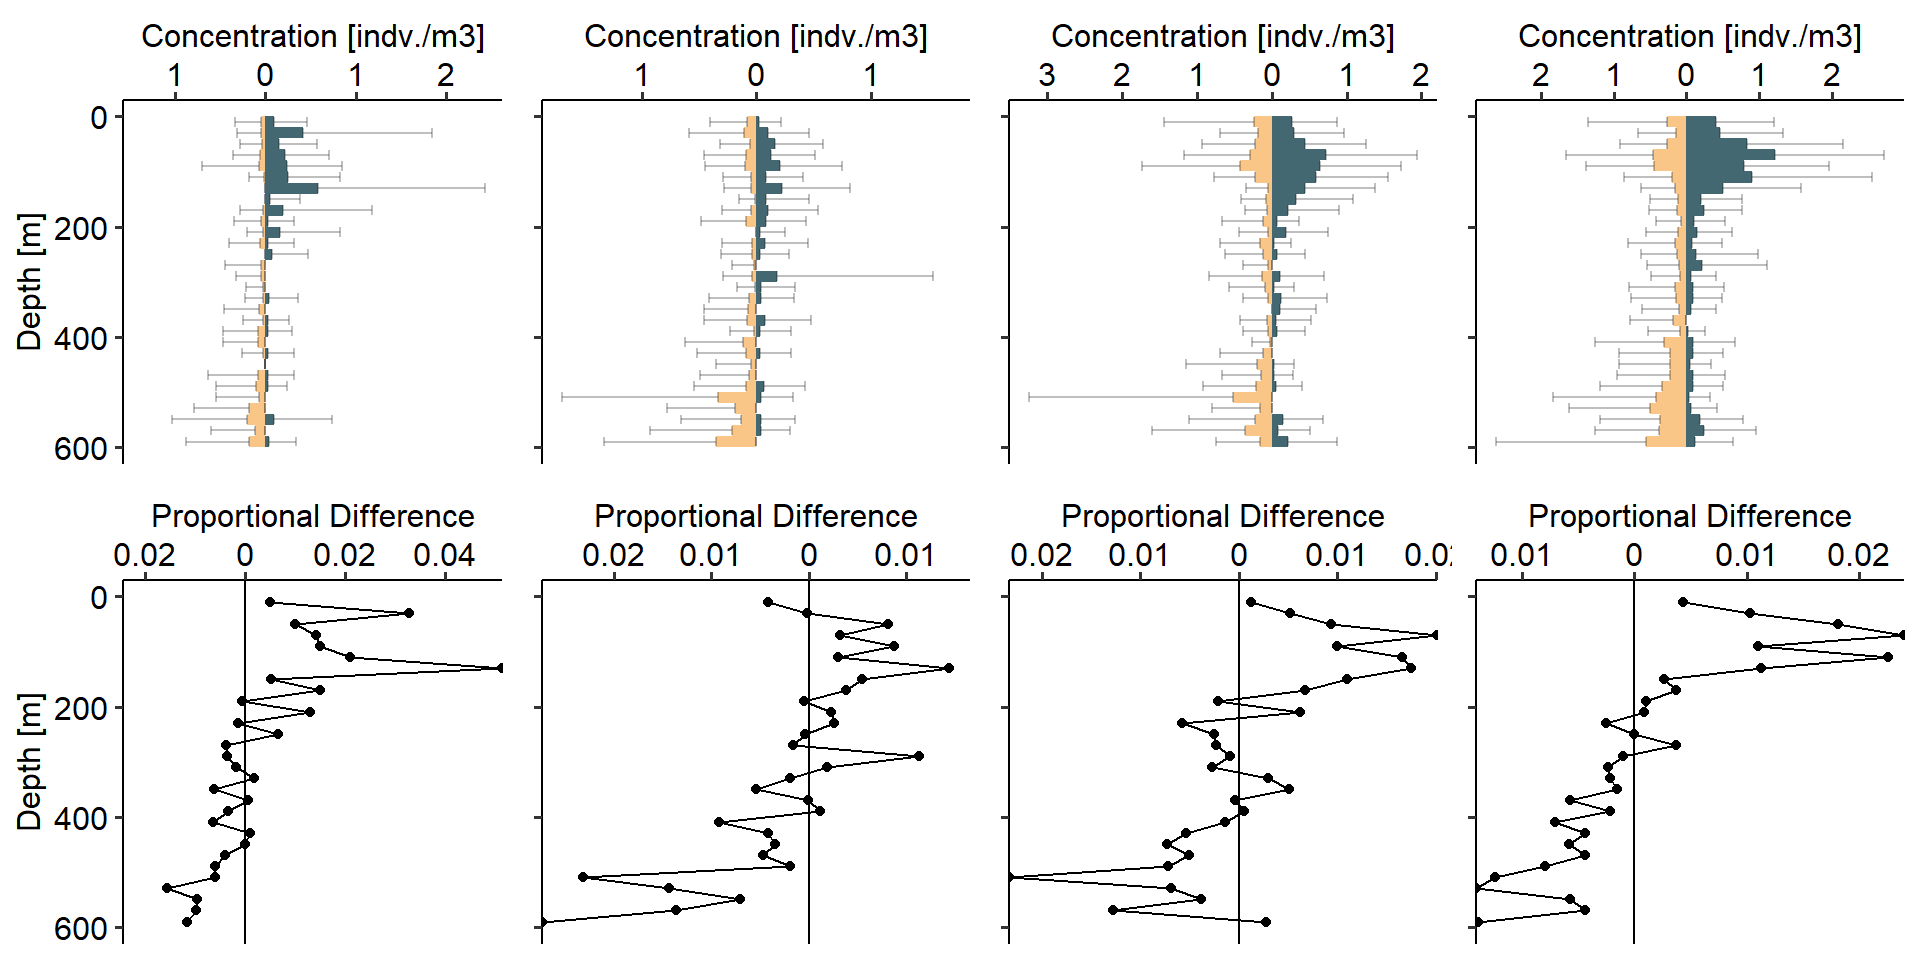 Concentration [indv./m3] Concentration [indv./m3] Concentration [indv./m3] Concentration [indv./m3]
1 0 1 2 1 0 1 3 2 1 0 1 2 2 1 0 1 2
0
200
400
600
Depth [m]
Proportional Difference Proportional Difference Proportional Difference Proportional Difference
0.02 0 0.02 0.04 0.02 0.01 0 0.01 0.02 0.01 0 0.01 0.01 0 0.01 0.02
0
200
400
600
Depth [m]